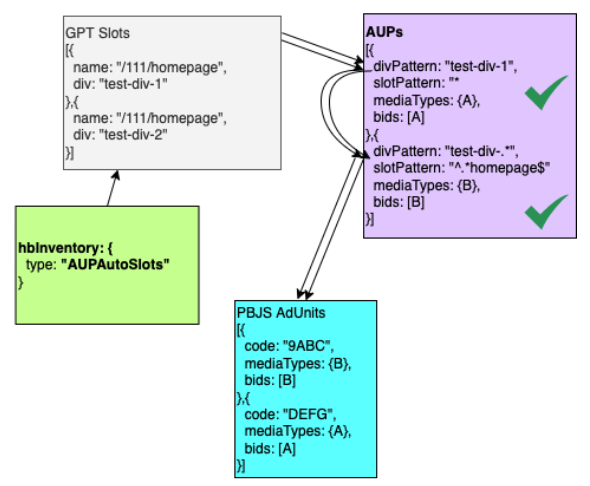 GPT Slots
[{
name: "/111/homepage",
div: "test-div-1"
},{
name: "/111/homepage",
div: "test-div-2"
}]
AUPs
[{
divPattern: "test-div-1",
slotPattern: "*
mediaTypes: {A},
bids: [A]
},{
divPattern: "test-div-.*",
slotPattern: "^.*homepage$"
mediaTypes: {B},
bids: [B]
}]
hbInventory: {
type: "AUPAutoSlots"
}
PBJS AdUnits
[{
code: "9ABC",
mediaTypes: {B},
bids: [B]
},{
code: "DEFG",
mediaTypes: {A},
bids: [A]
}]